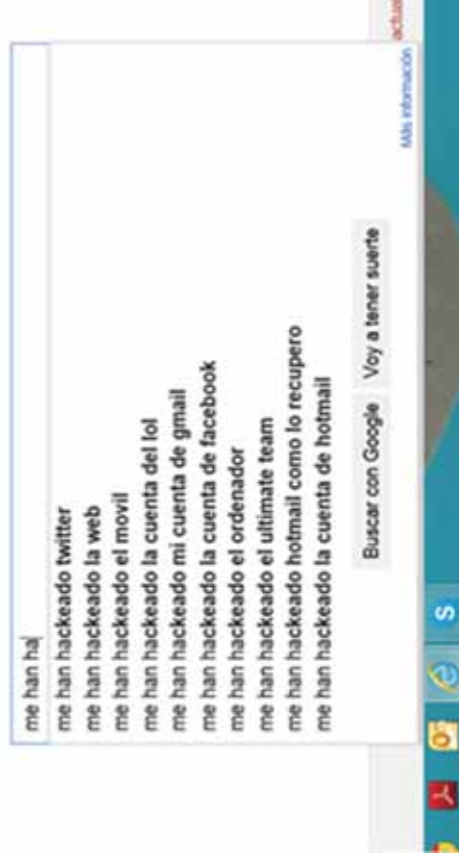 me han ha
me han hackeado twitter
me han hackeado la web
me han hackeado el movil
me han hackeado la cuenta del lol
me han hackeado mi cuenta de gmail
me han hackeado la cuenta de facebook
me han hackeado el ordenador
me han hackeado el ultimate team
me han hackeado hotmail como lo recupero
me han hackeado la cuenta de hotmail
Buscar con Google Voy a tener suerte
Más información
actua